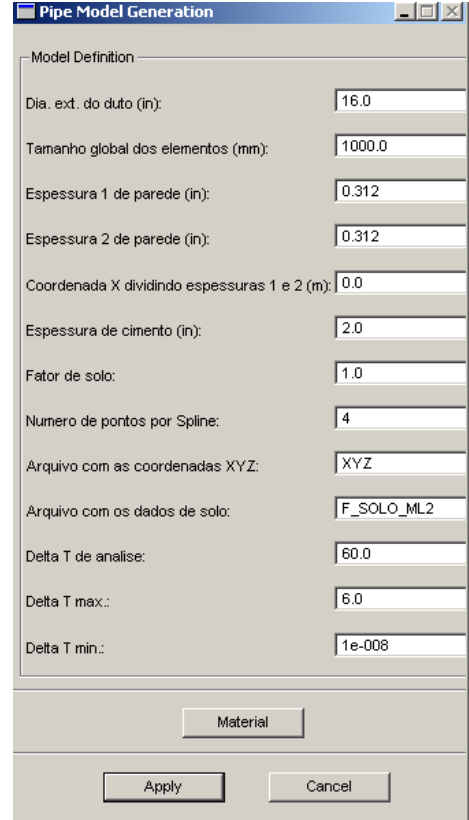 Pipe Model Generation
Model Definition
Dia. ext. do duto (in): 16.0
Tamanho global dos elementos (mm): 1000.0
Espessura 1 de parede (in): 0.312
Espessura 2 de parede (in): 0.312
Coordenada X dividindo espessuras 1 e 2 (m): 0.0
Espessura de cimento (in): 2.0
Fator de solo: 1.0
Numero de pontos por Spline: 4
Arquivo com as coordenadas XYZ: XYZ
Arquivo com os dados de solo: F_SOLO_ML2
Delta T de analise: 60.0
Delta T max.: 6.0
Delta T min.: 1e-008
Material
Apply Cancel